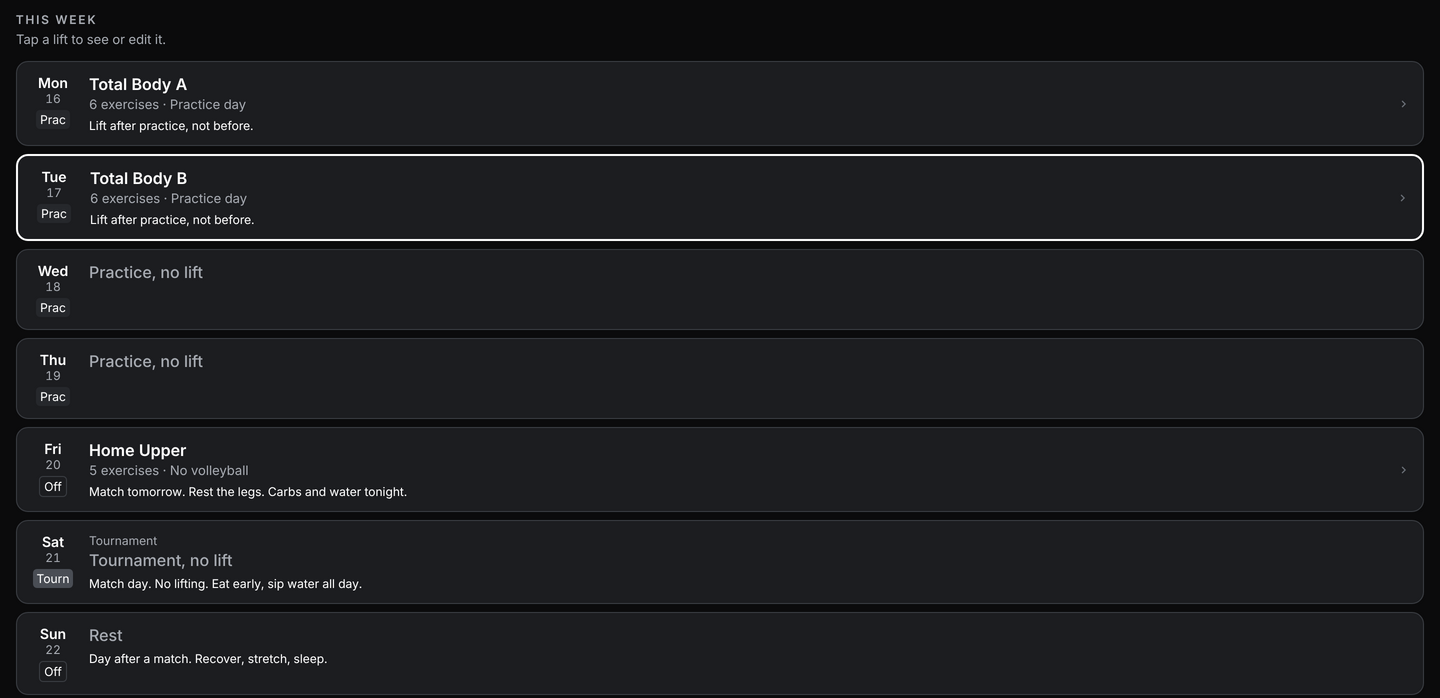 THIS WEEK
Tap a lift to see or edit it.
Mon
16
Prac
Total Body A
6 exercises · Practice day
Lift after practice, not before.
Tue
17
Prac
Total Body B
6 exercises · Practice day
Lift after practice, not before.
Wed
18
Prac
Practice, no lift
Thu
19
Prac
Practice, no lift
Fri
20
Off
Home Upper
5 exercises · No volleyball
Match tomorrow. Rest the legs. Carbs and water tonight.
Sat
21
Tourn
Tournament
Tournament, no lift
Match day. No lifting. Eat early, sip water all day.
Sun
22
Off
Rest
Day after a match. Recover, stretch, sleep.